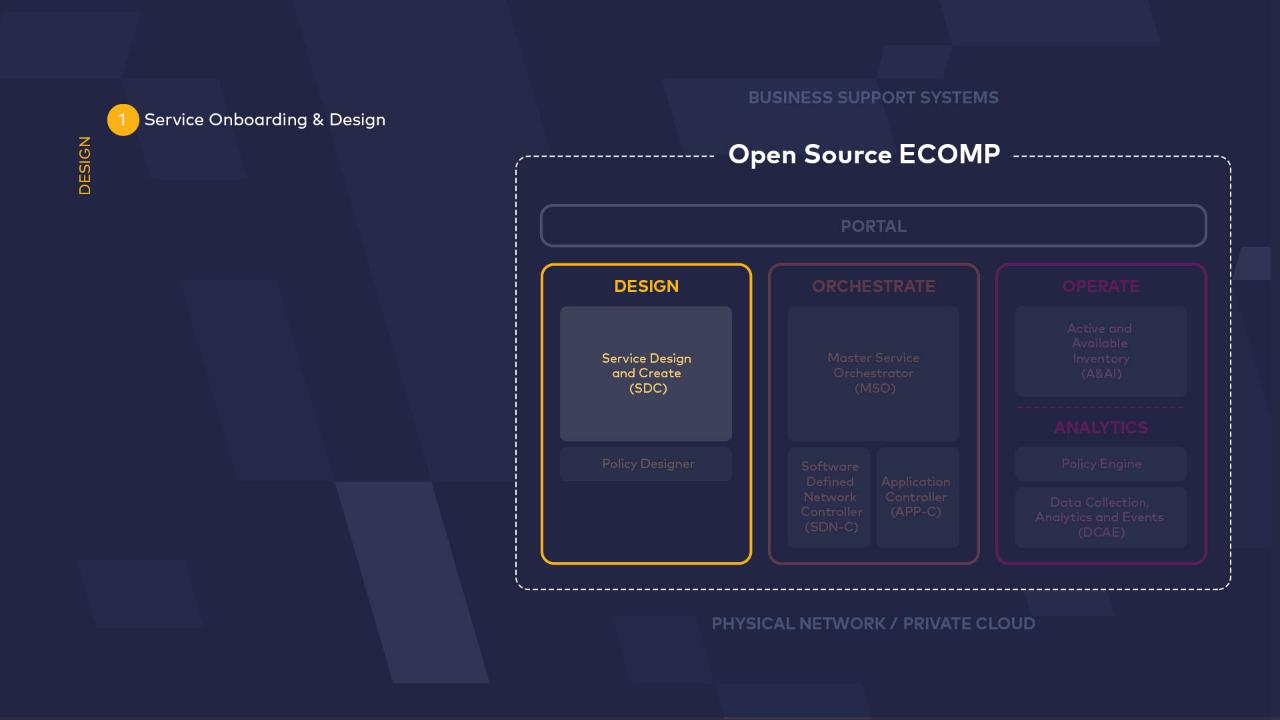 1 Service Onboarding & Design
DESIGN
BUSINESS SUPPORT SYSTEMS
Open Source ECOMP
PORTAL
DESIGN
Service Design
and Create
(SDC)
Policy Designer
ORCHESTRATE
Master Service
Orchestrator
(MSO)
Software
Defined
Network
Controller
(SDN-C)
Application
Controller
(APP-C)
OPERATE
Active and
Available
Inventory
(A&AI)
ANALYTICS
Policy Engine
Data Collection,
Analytics and Events
(DCAE)
PHYSICAL NETWORK / PRIVATE CLOUD